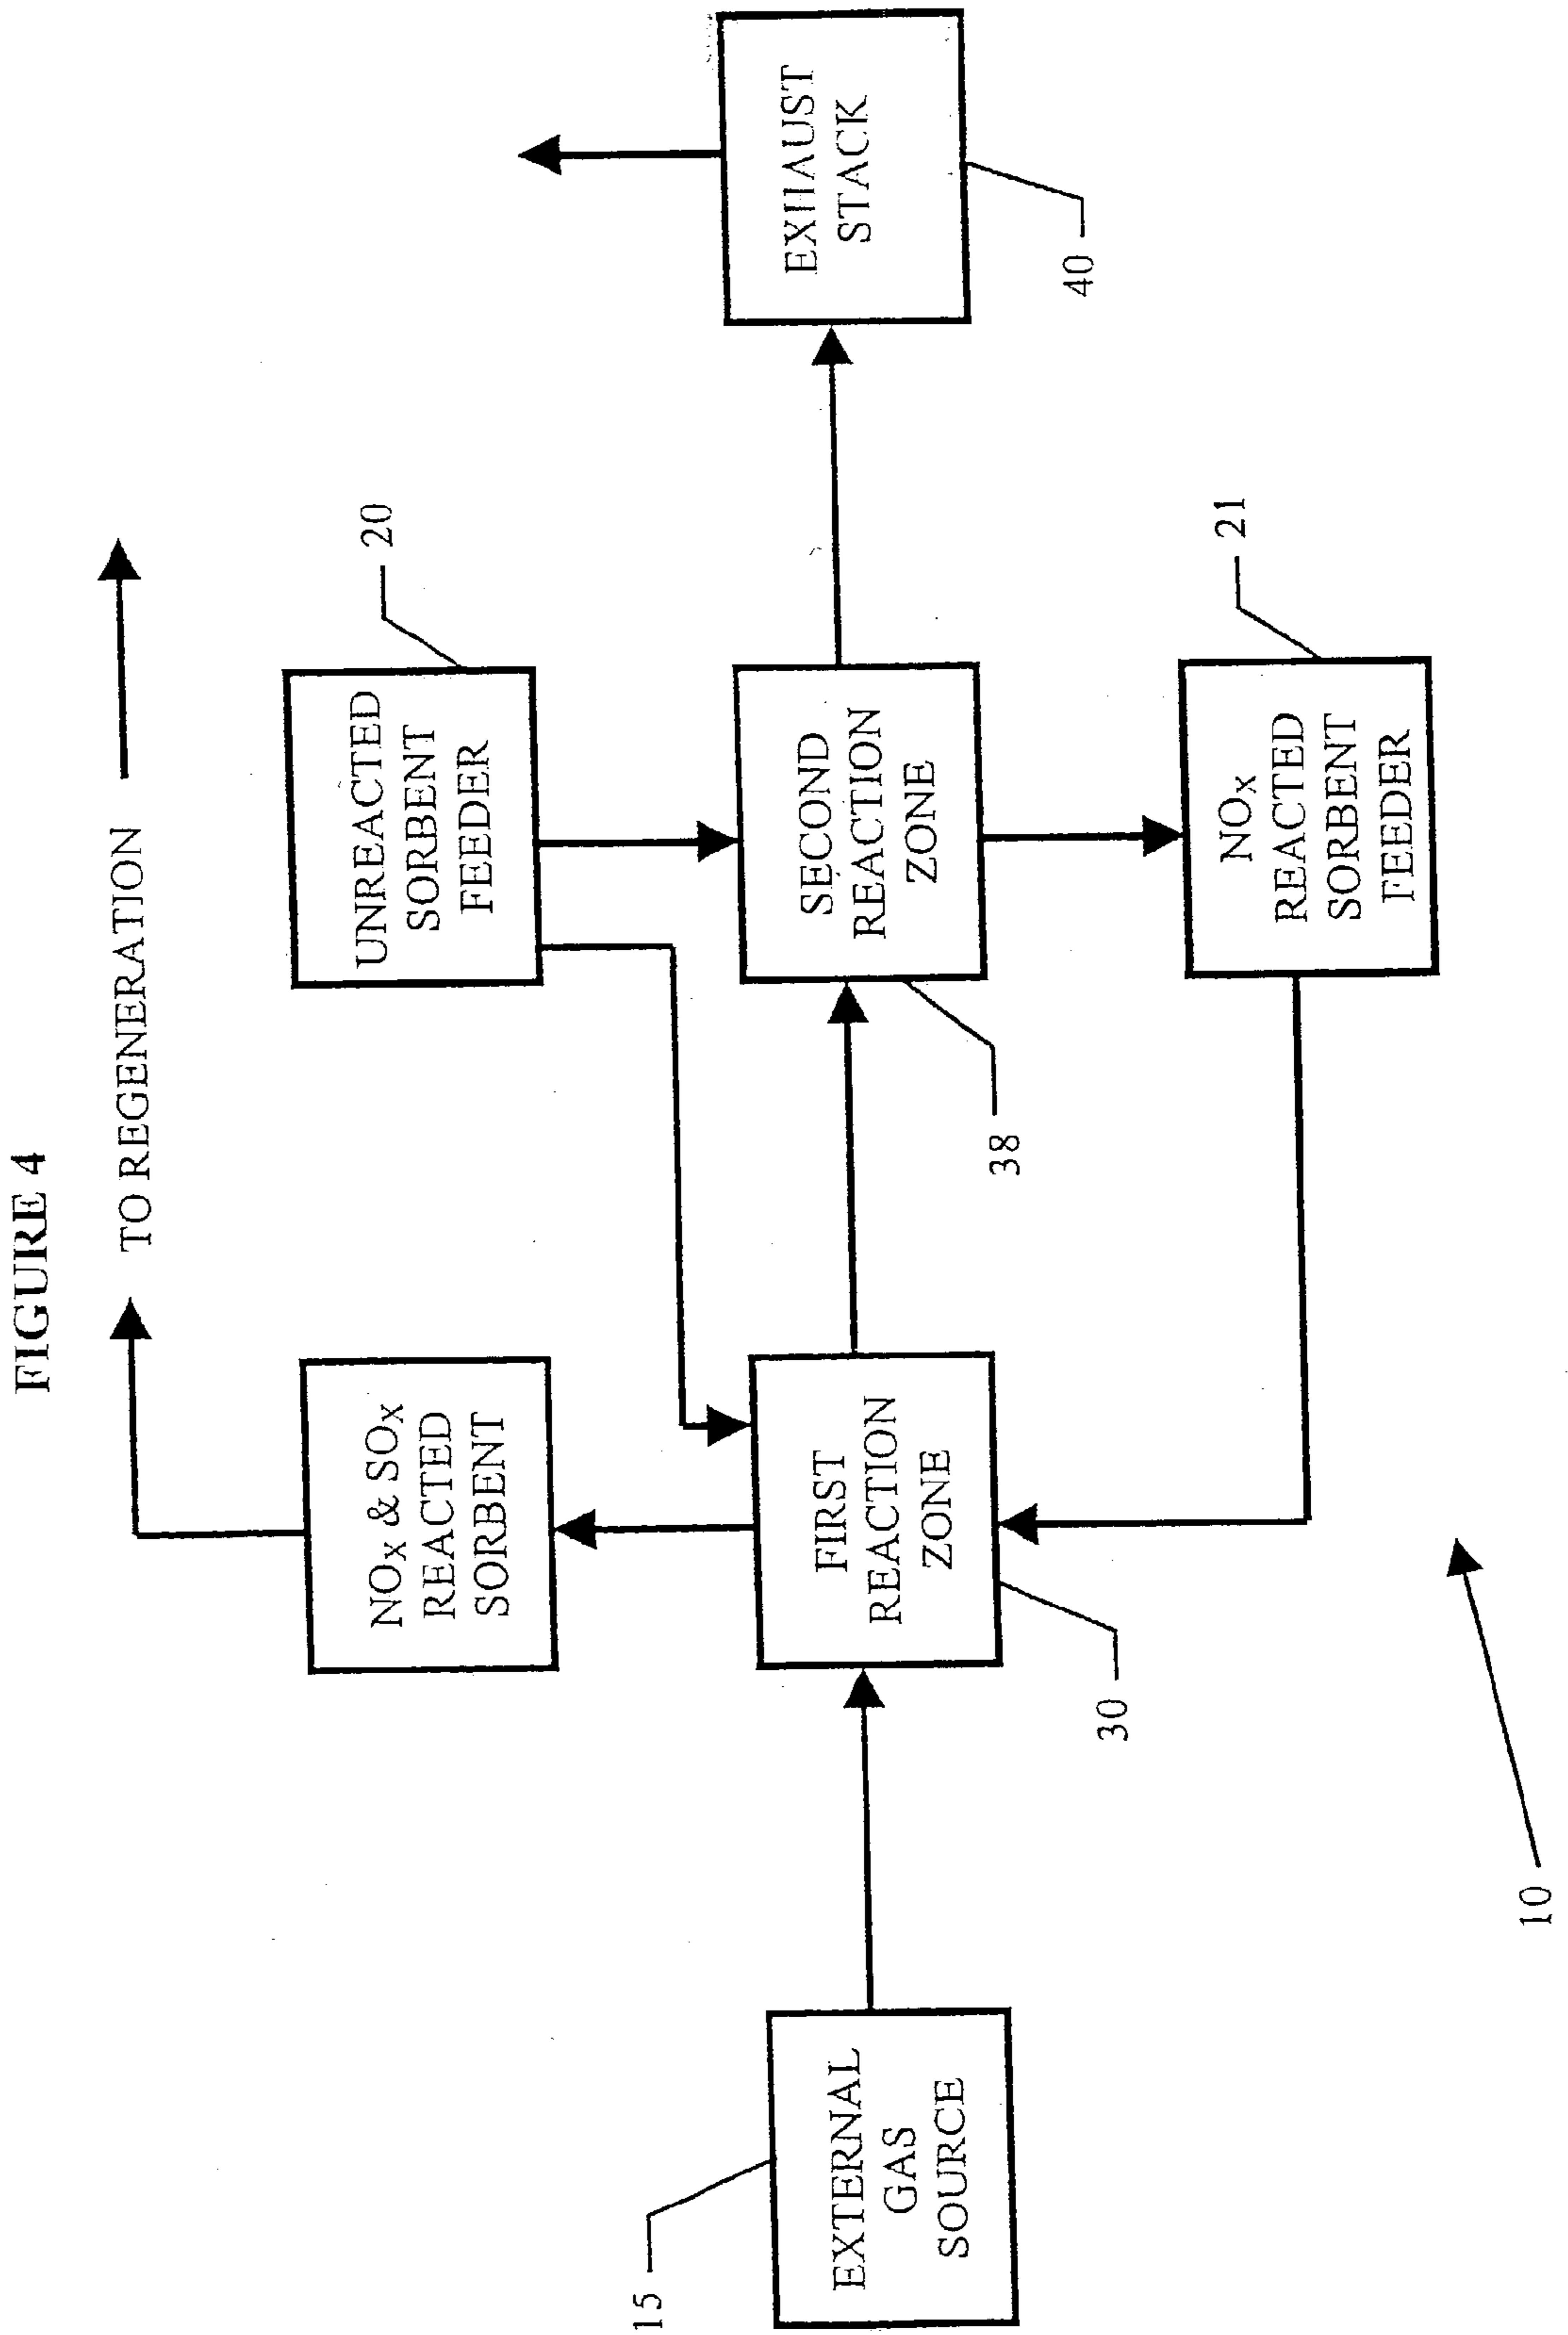 FIGURE 4
TO REGENERATION
NOX & SOX
REACTED
SORBENT
UNREACTED
SORBENT
FEEDER
20
15
EXTERNAL
GAS
SOURCE
FIRST
REACTION
ZONE
30
SECOND
REACTION
ZONE
38
EXHAUST
STACK
40
NOX
REACTED
SORBENT
FEEDER
21
10